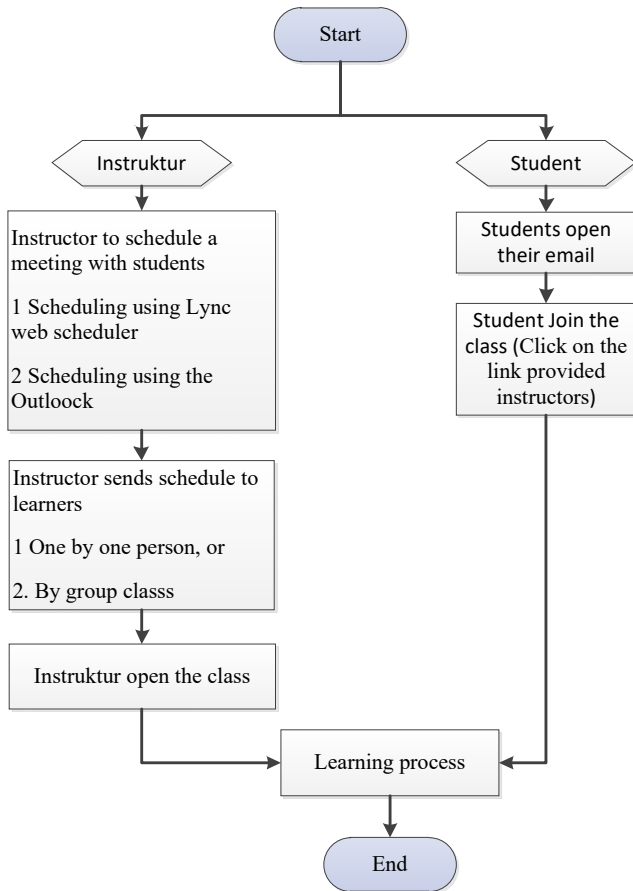 Start
Instruktur
Instructor to schedule a
meeting with students
1 Scheduling using Lync
web scheduler
2 Scheduling using the
Outloock
Instructor sends schedule to
learners
1 One by one person, or
2. By group classs
Instruktur open the class
Student
Students open
their email
Student Join the
class (Click on the
link provided
instructors)
Learning process
End